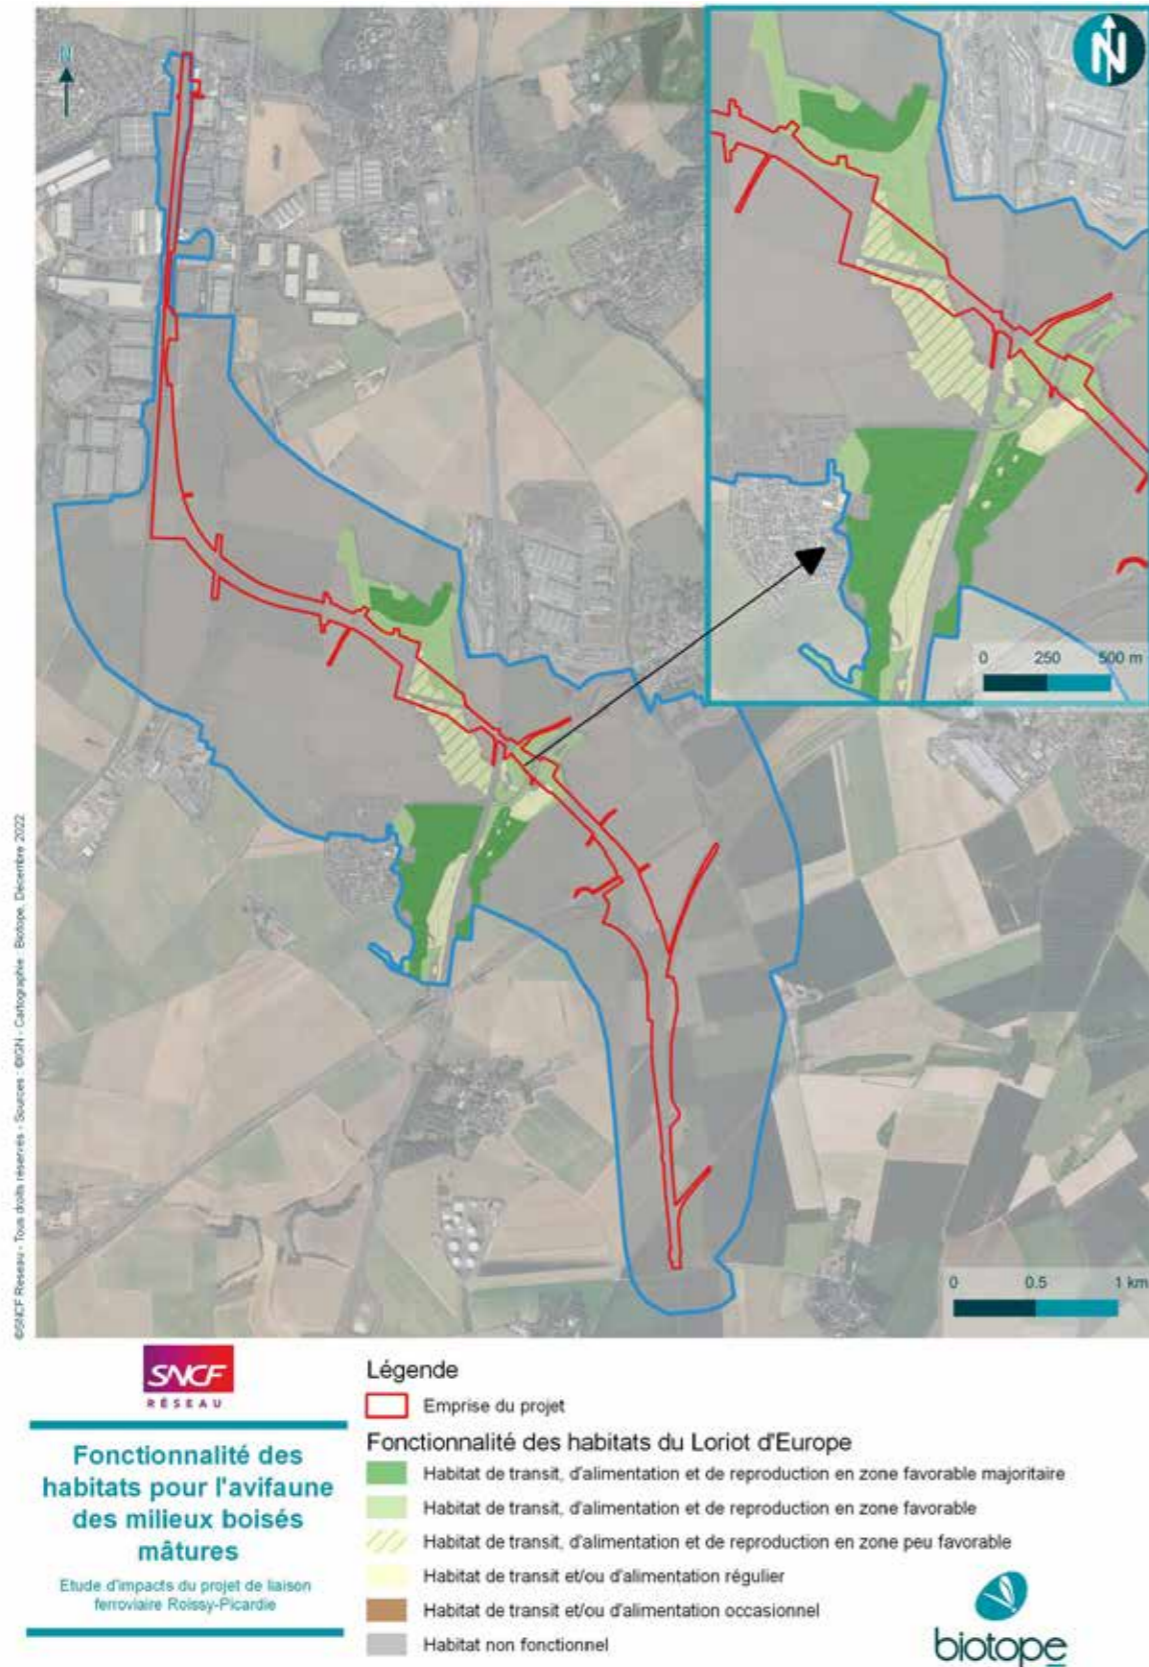 N
N
0 250 500 m
0 0.5 1 km
©SNCF Reseau - Tous droits réservés - Sources : ©IGN - Cartographie : Biotope, Décembre 2022
SNCF
RÉSEAU
Fonctionnalité des
habitats pour l'avifaune
des milieux boisés
mâtures
Etude d'impacts du projet de liaison
ferroviaire Roissy-Picardie
Légende
Emprise du projet
Fonctionnalité des habitats du Loriot d'Europe
Habitat de transit, d'alimentation et de reproduction en zone favorable majoritaire
Habitat de transit, d'alimentation et de reproduction en zone favorable
Habitat de transit, d'alimentation et de reproduction en zone peu favorable
Habitat de transit et/ou d'alimentation régulier
Habitat de transit et/ou d'alimentation occasionnel
Habitat non fonctionnel
biotope